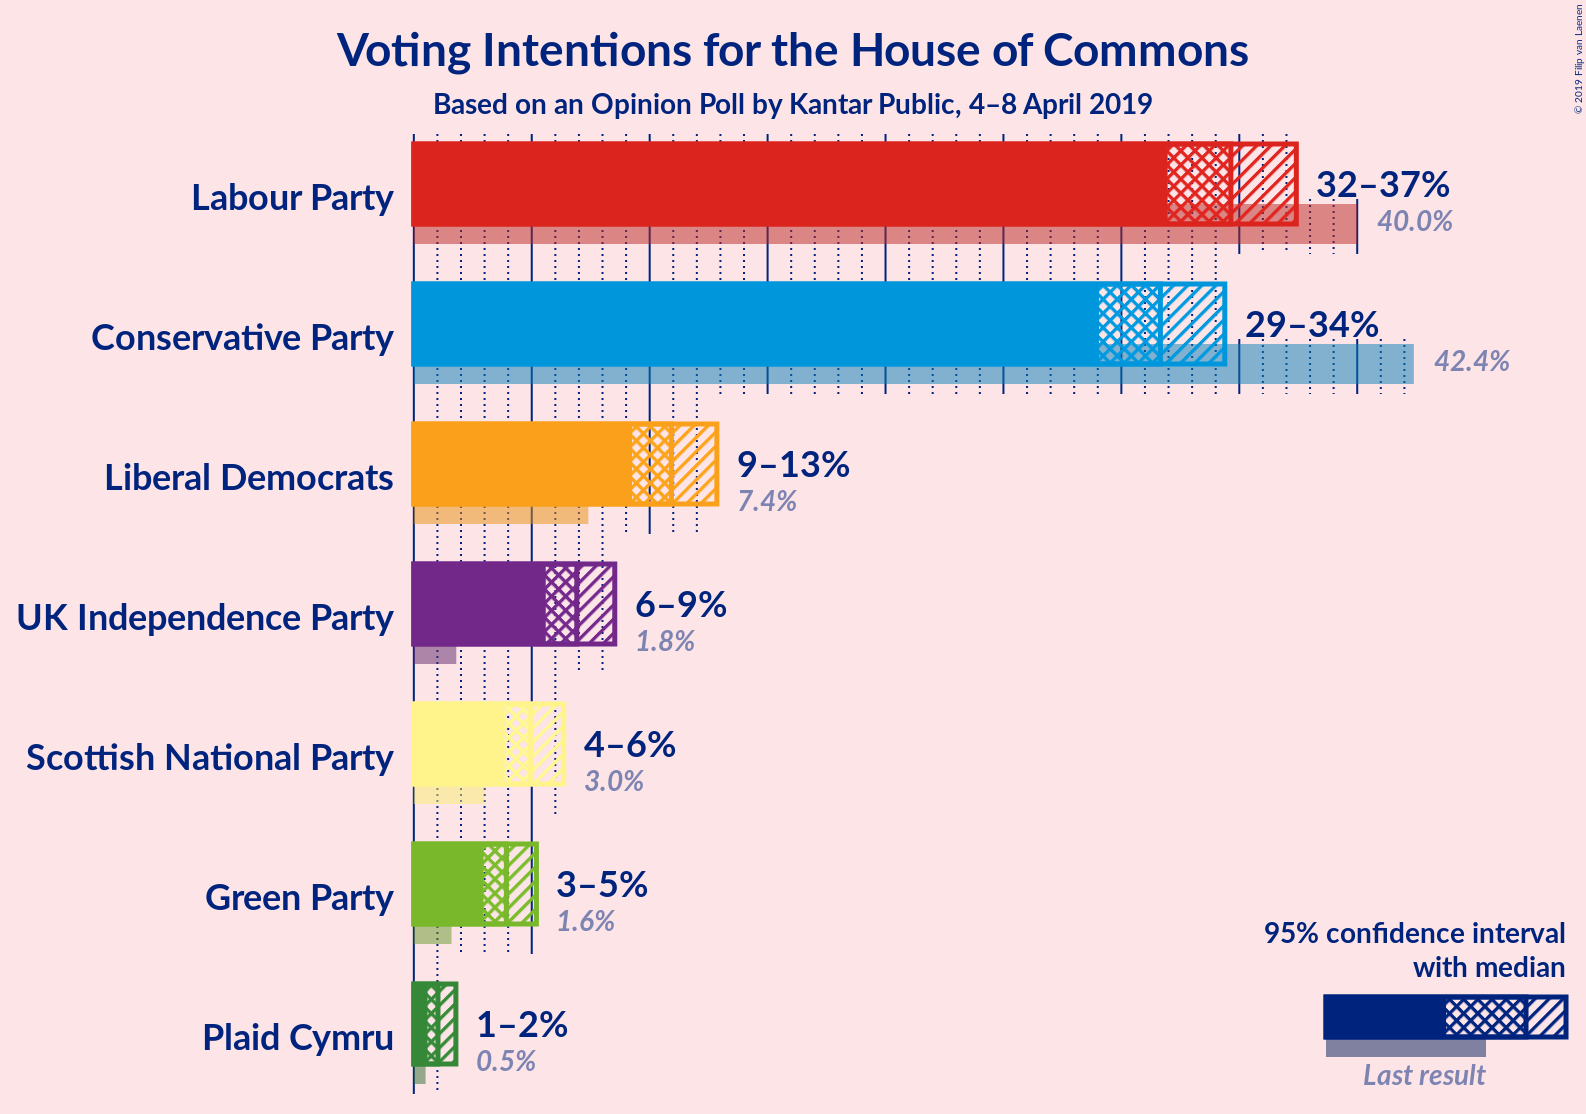 Voting Intentions for the House of Commons
Based on an Opinion Poll by Kantar Public, 4–8 April 2019
© 2019 Filip van Laenen
Labour Party
32–37%
40.0%
Conservative Party
29–34%
42.4%
Liberal Democrats
9–13%
7.4%
UK Independence Party
6–9%
1.8%
Scottish National Party
4–6%
3.0%
Green Party
3–5%
1.6%
Plaid Cymru
1–2%
0.5%
95% confidence interval
with median
Last result